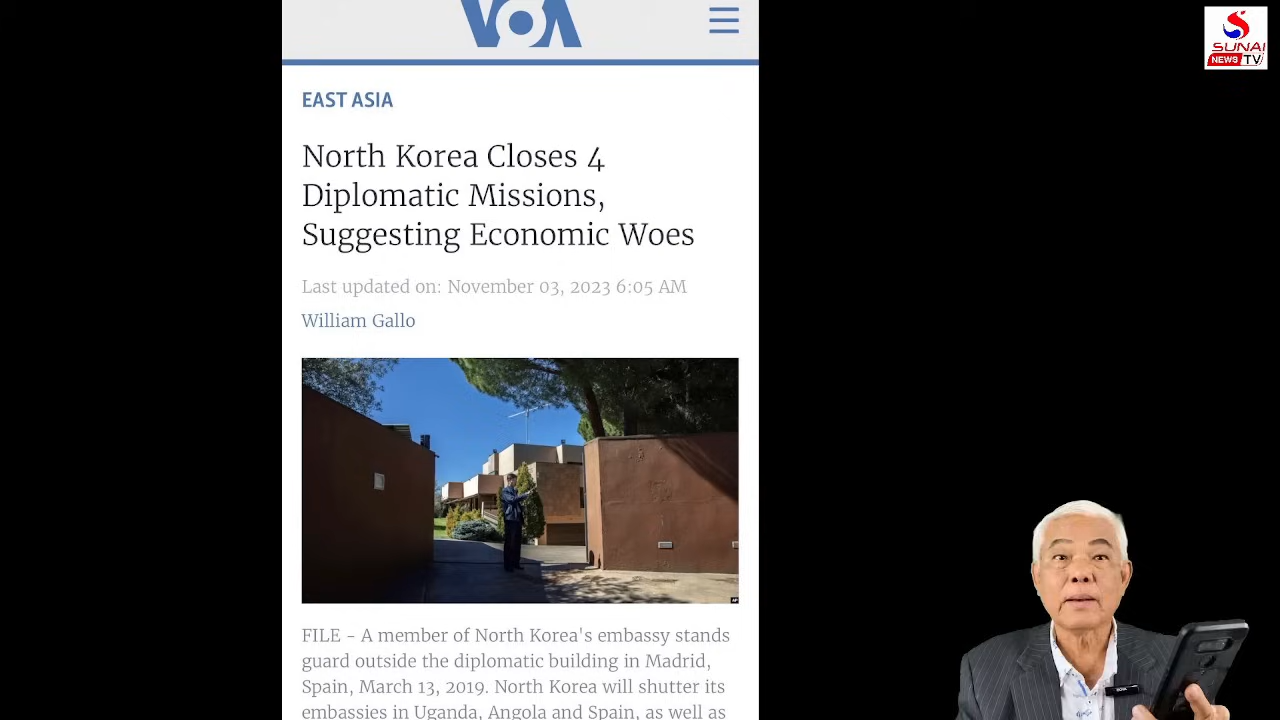 VOA
SUNAI
NEWS TV
EAST ASIA
North Korea Closes 4
Diplomatic Missions,
Suggesting Economic Woes
Last updated on: November 03, 2023 6:05 AM
William Gallo
AP
FILE - A member of North Korea's embassy stands
guard outside the diplomatic building in Madrid,
Spain, March 13, 2019. North Korea will shutter its
embassies in Uganda, Angola and Spain, as well as